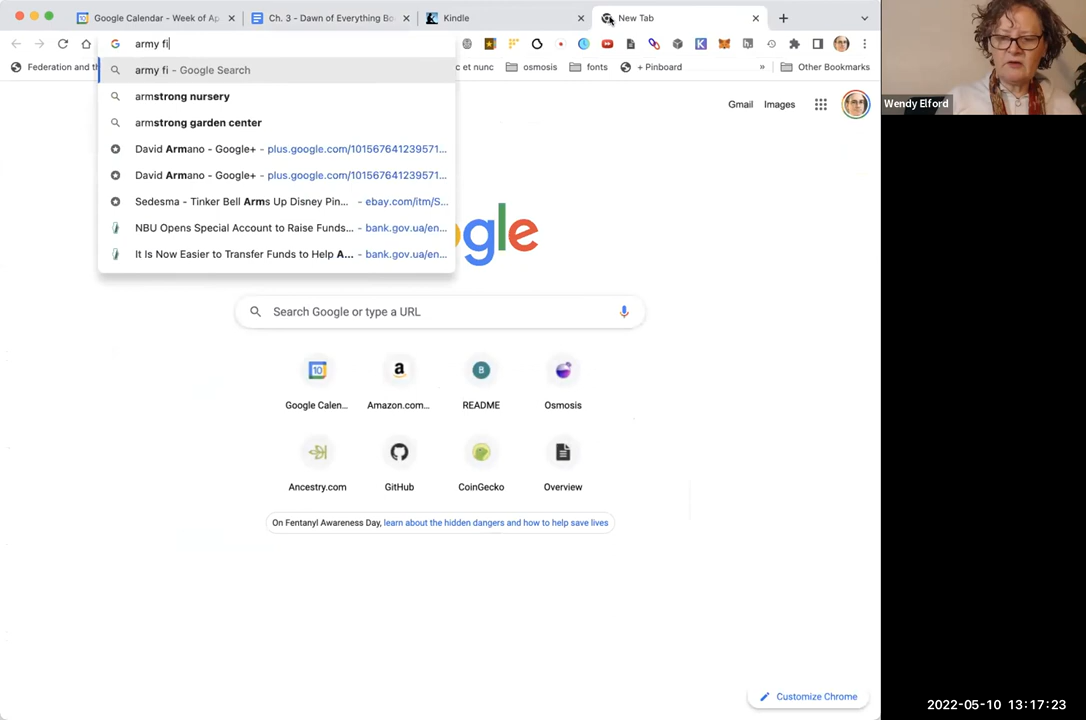 Google Calendar - Week of Ap
Ch. 3 - Dawn of Everything Bo
Kindle
New Tab
army fi
Federation and th
c et nunc
osmosis
fonts
+ Pinboard
»
Other Bookmarks
army fi - Google Search
armstrong nursery
armstrong garden center
David Armano - Google+ - plus.google.com/101567641239571...
David Armano - Google+ - plus.google.com/101567641239571...
Sedesma - Tinker Bell Arms Up Disney Pin... - ebay.com/itm/S...
NBU Opens Special Account to Raise Funds... - bank.gov.ua/en...
It Is Now Easier to Transfer Funds to Help A... - bank.gov.ua/en...
Gmail
Images
Wendy Elford
ogle
Search Google or type a URL
Google Calen...
Amazon.com...
README
Osmosis
Ancestry.com
GitHub
CoinGecko
Overview
On Fentanyl Awareness Day, learn about the hidden dangers and how to help save lives
Customize Chrome
2022-05-10 13:17:23